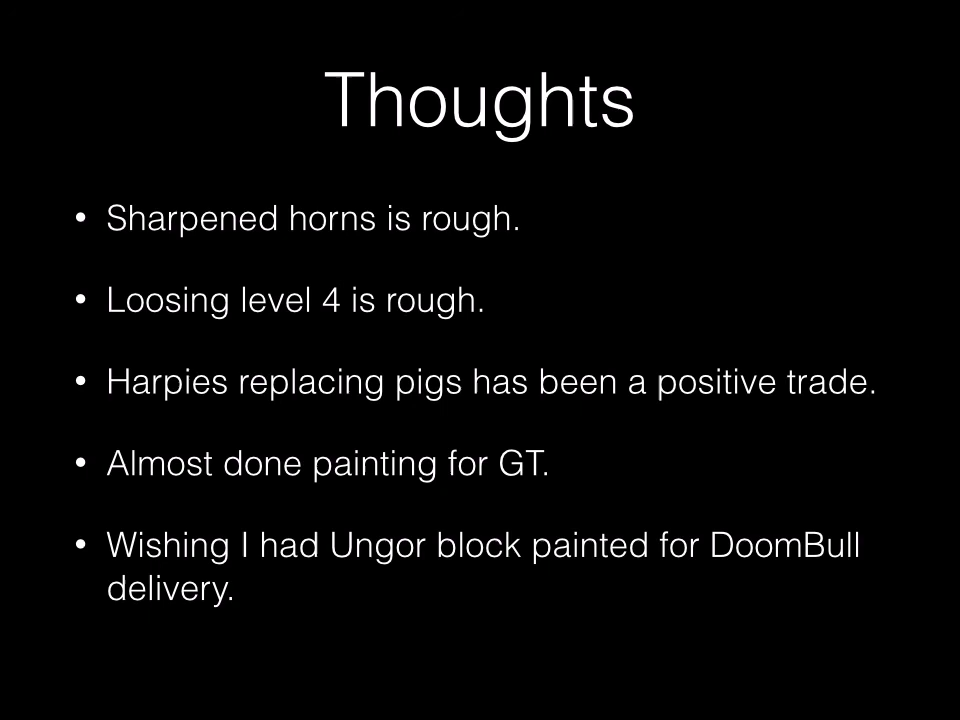 Thoughts
• Sharpened horns is rough.
• Loosing level 4 is rough.
• Harpies replacing pigs has been a positive trade.
• Almost done painting for GT.
• Wishing I had Ungor block painted for DoomBull
delivery.